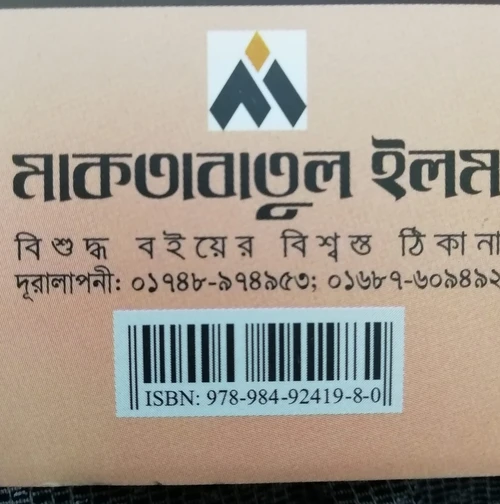 মাকতাবাতুল ইলম
বিশুদ্ধ বইয়ের বিশ্বস্ত ঠিকানা
দূরালাপনী: ০১৭৪৮-৯৭৪৯৫৩; ০১৬৮৭-৬০৯৪৯২
ISBN: 978-984-92419-8-0